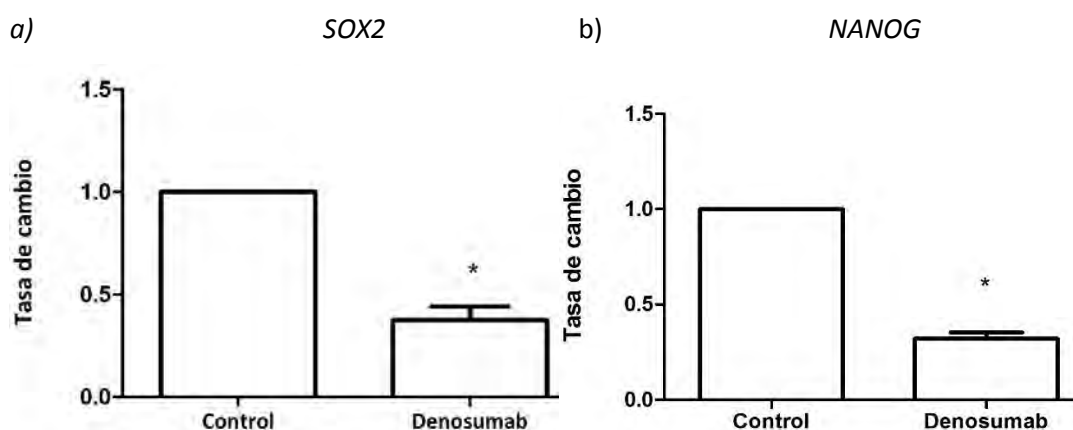 a) SOX2
b) NANOG
Tasa de cambio
1.5
1.0
0.5
0.0
*
Control Denosumab
Tasa de cambio
1.5
1.0
0.5
0.0
*
Control Denosumab